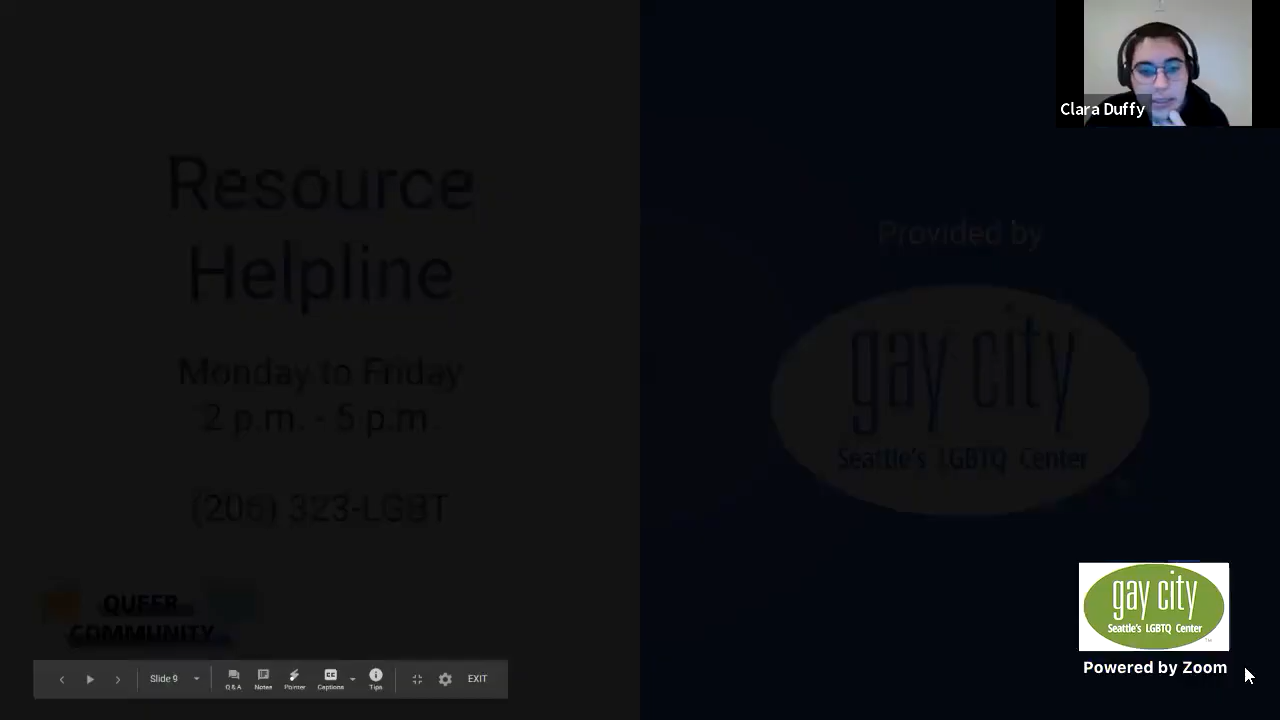 Clara Duffy
Resource
Helpline
Monday to Friday
2 p.m. - 5 p.m.
(206) 323-LGBT
QUEER
COMMUNITY
Provided by
gay city
Seattle's LGBTQ Center
gay city
Seattle's LGBTQ Center
Powered by Zoom
Slide 9
Q & A
Notes
Pointer
CC
Captions
Tips
EXIT